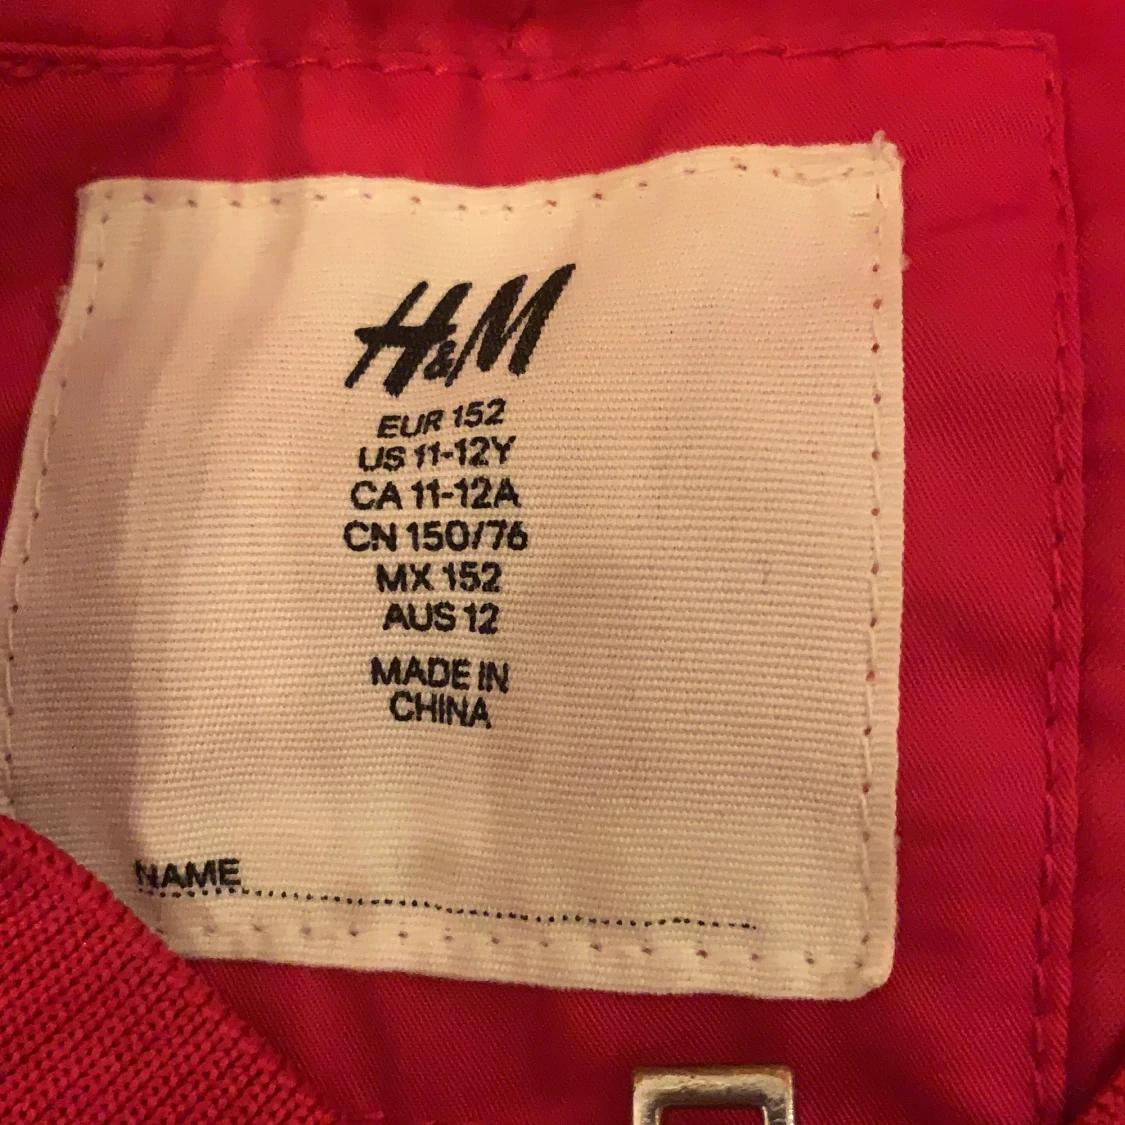 H&M
EUR 152
US 11-12Y
CA 11-12A
CN 150/76
MX 152
AUS 12
MADE IN
CHINA
NAME